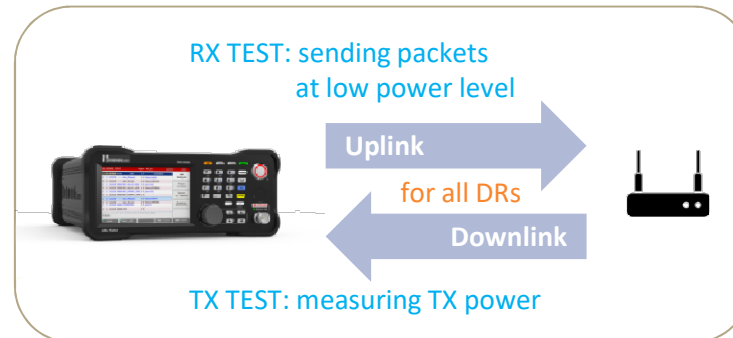 RX TEST: sending packets
at low power level
Uplink
for all DRs
Downlink
TX TEST: measuring TX power